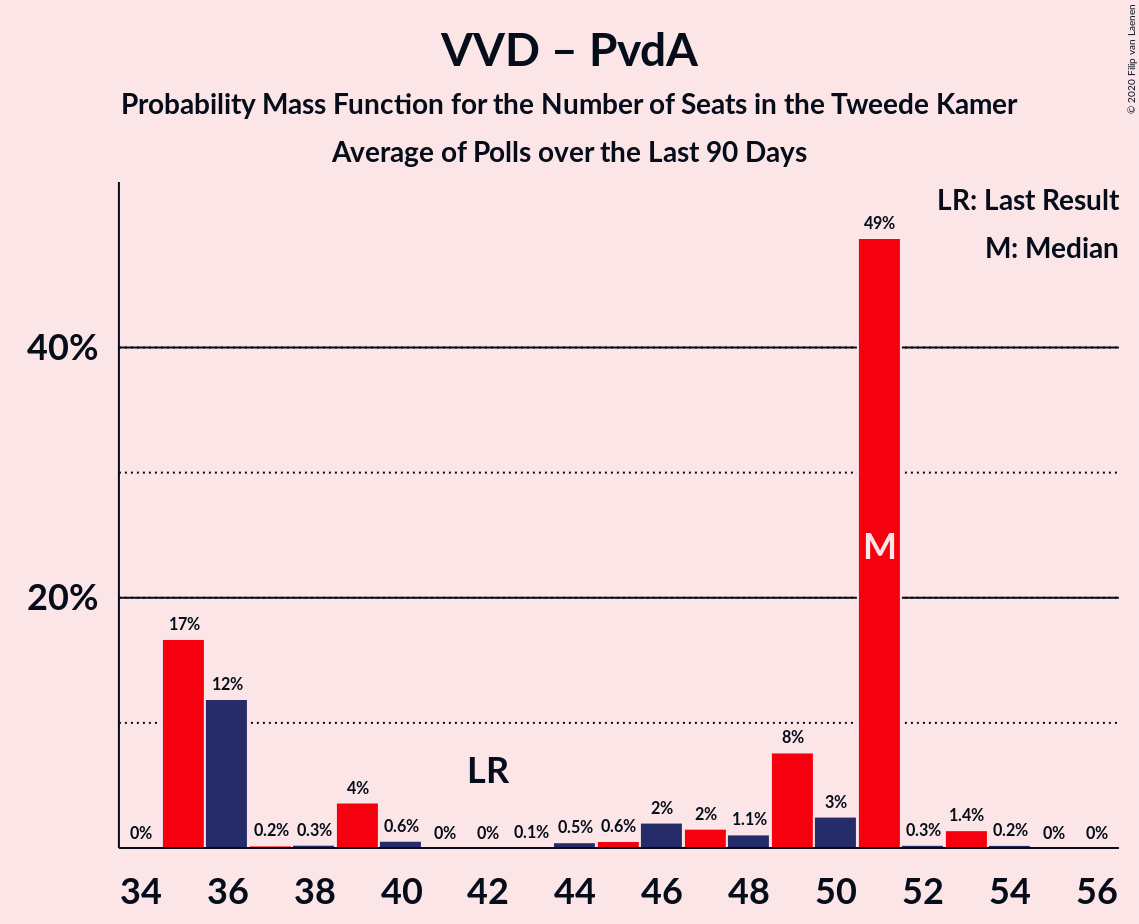 VVD – PvdA
Probability Mass Function for the Number of Seats in the Tweede Kamer
Average of Polls over the Last 90 Days
© 2020 Filip van Laenen
LR: Last Result
M: Median
49%
40%
M
20%
17%
12%
8%
LR
4%
3%
2%
2%
1.4%
1.1%
0% 0.2% 0.3% 0.6% 0% 0% 0.1% 0.5% 0.6% 0.3% 0.2% 0% 0%
34 36 38 40 42 44 46 48 50 52 54 56